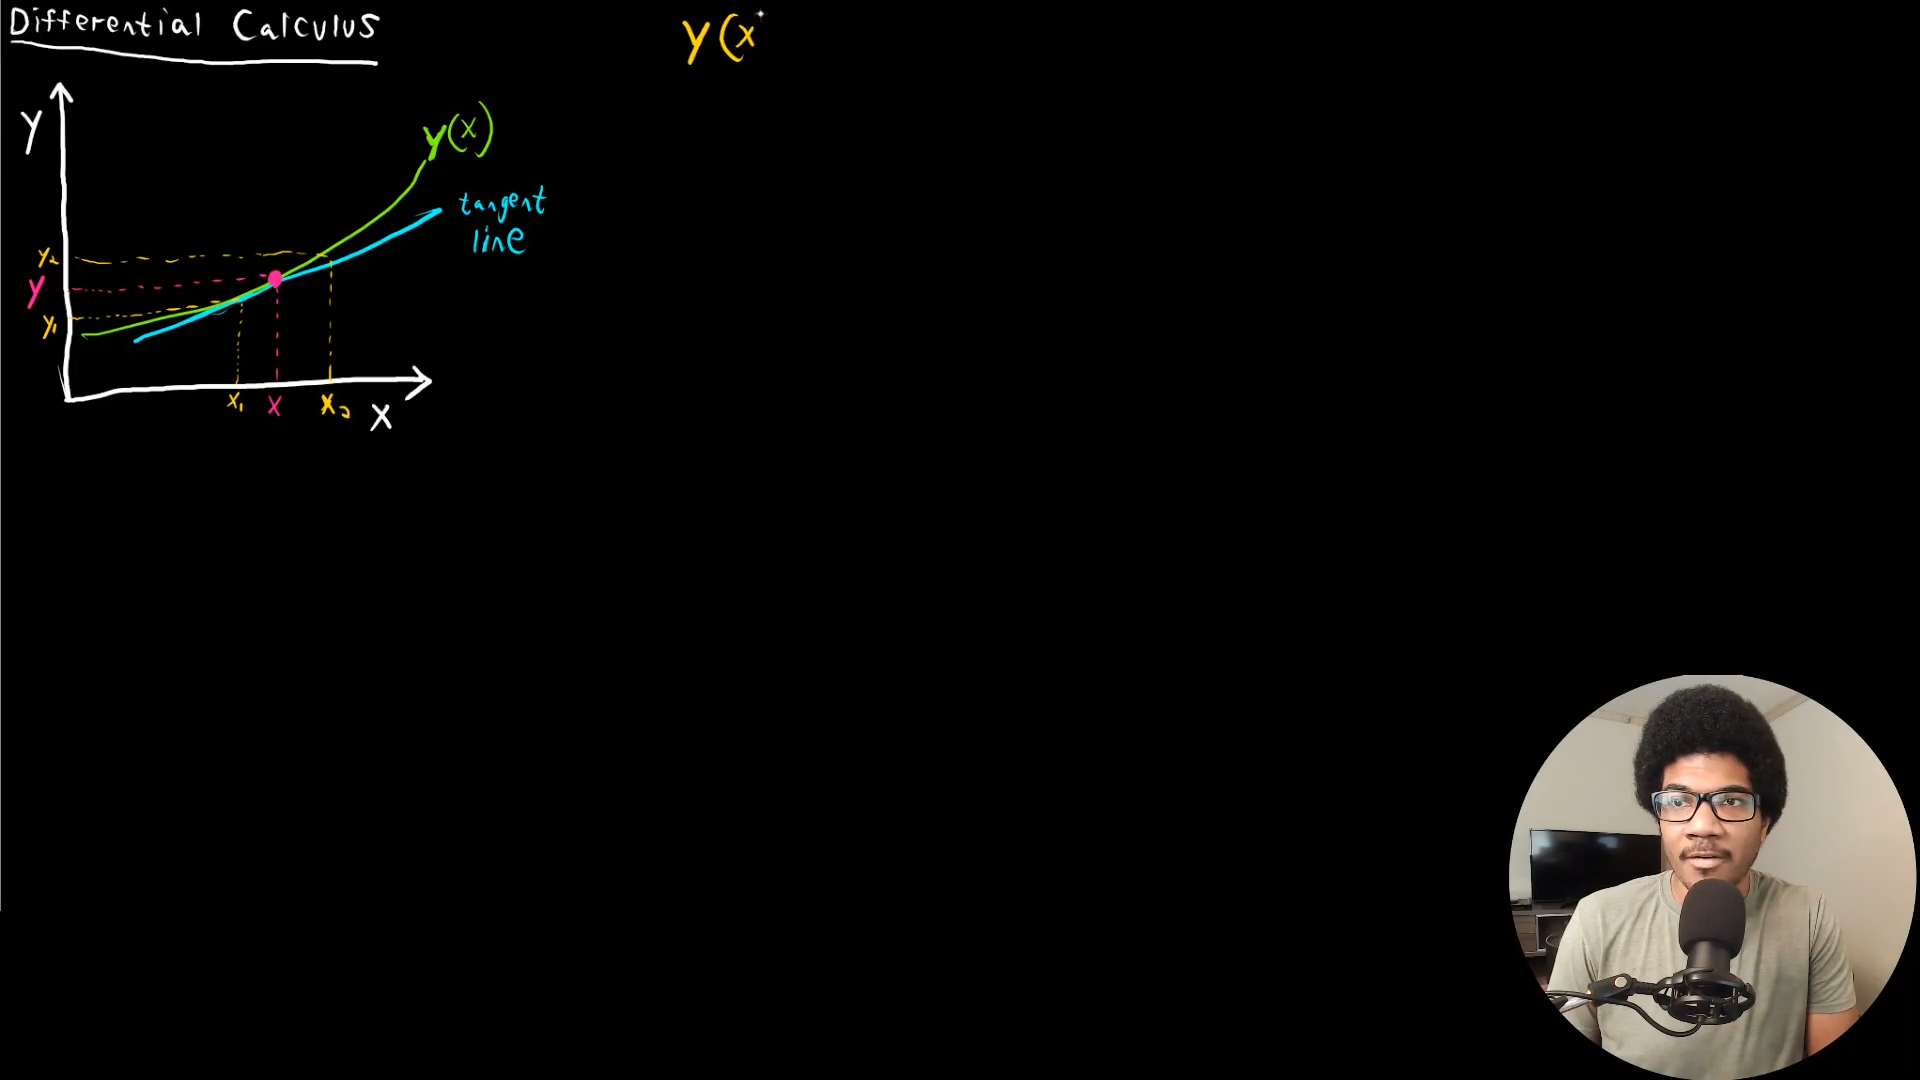 Differential Calculus
y(x
y
y(x)
tangent
line
y₂
y
y₁
x₁ x x₂ x